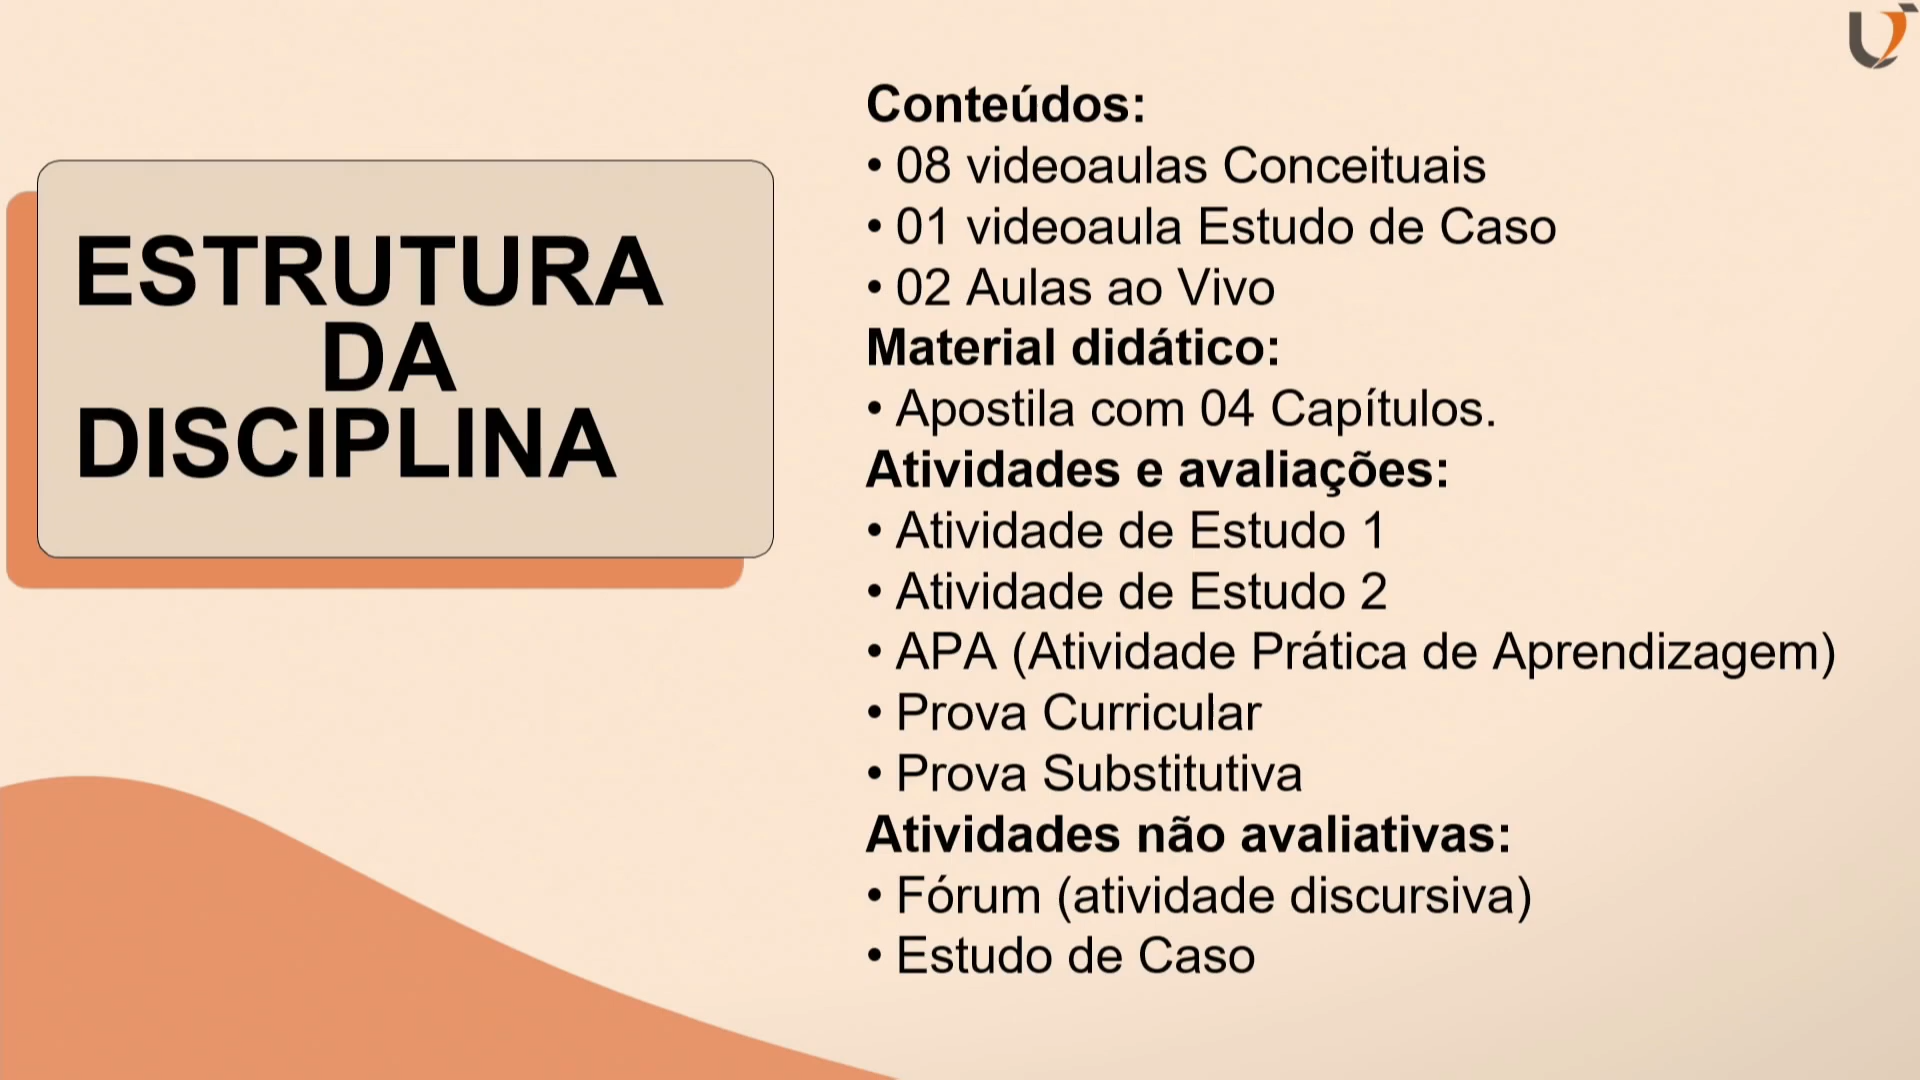 ESTRUTURA
DA
DISCIPLINA
Conteúdos:
• 08 videoaulas Conceituais
• 01 videoaula Estudo de Caso
• 02 Aulas ao Vivo
Material didático:
• Apostila com 04 Capítulos.
Atividades e avaliações:
• Atividade de Estudo 1
• Atividade de Estudo 2
• APA (Atividade Prática de Aprendizagem)
• Prova Curricular
• Prova Substitutiva
Atividades não avaliativas:
• Fórum (atividade discursiva)
• Estudo de Caso